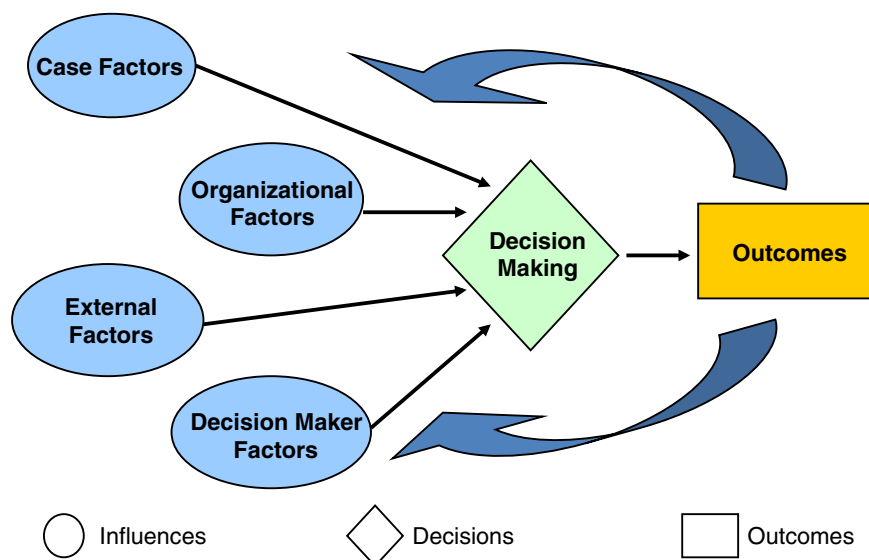 Case Factors
Organizational
Factors
External
Factors
Decision Maker
Factors
Decision
Making
Outcomes
Influences
Decisions
Outcomes